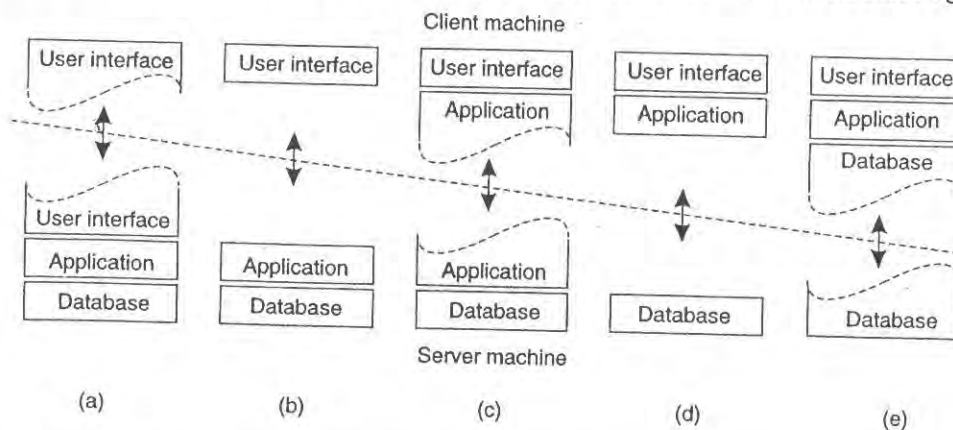 Client machine
User interface
User interface
User interface
User interface
User interface
Application
Application
Application
Database
User interface
Application
Application
Application
Database
Database
Database
Database
Database
Server machine
(a)
(b)
(c)
(d)
(e)